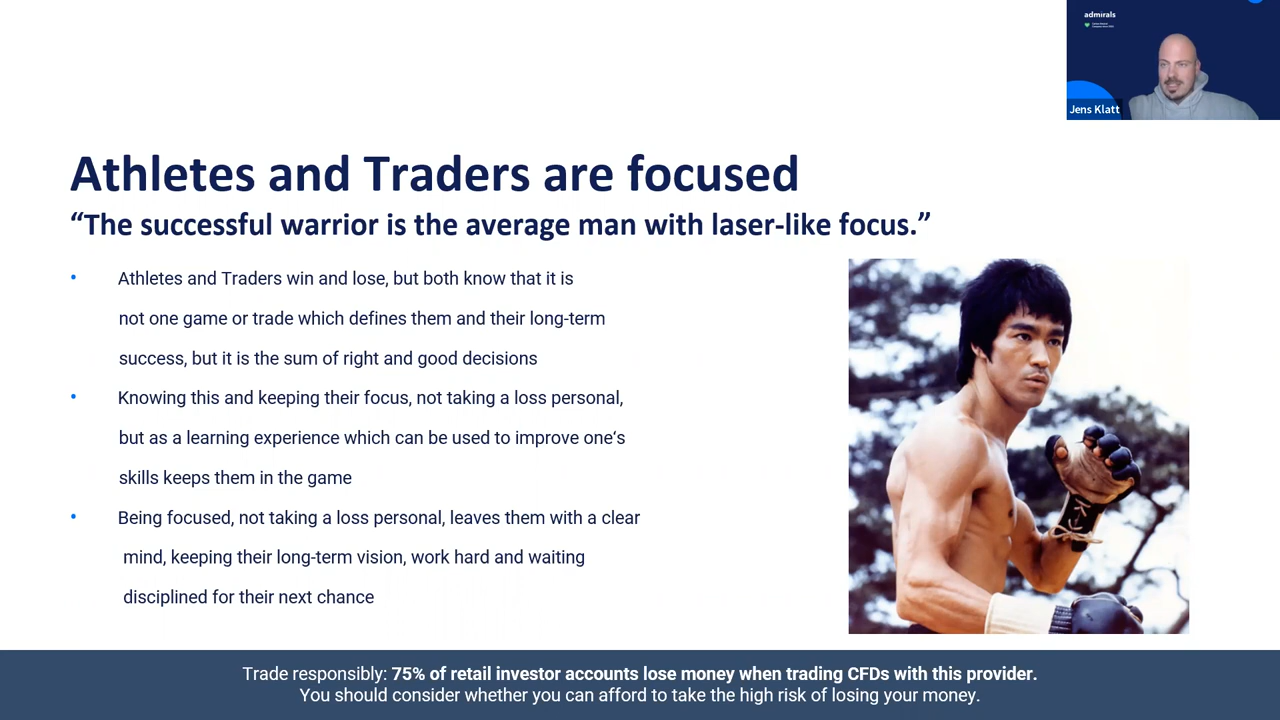 admirals
Jens Klatt
Athletes and Traders are focused
“The successful warrior is the average man with laser-like focus.”
• Athletes and Traders win and lose, but both know that it is
not one game or trade which defines them and their long-term
success, but it is the sum of right and good decisions
• Knowing this and keeping their focus, not taking a loss personal,
but as a learning experience which can be used to improve one‘s
skills keeps them in the game
• Being focused, not taking a loss personal, leaves them with a clear
mind, keeping their long-term vision, work hard and waiting
disciplined for their next chance
Trade responsibly: 75% of retail investor accounts lose money when trading CFDs with this provider.
You should consider whether you can afford to take the high risk of losing your money.